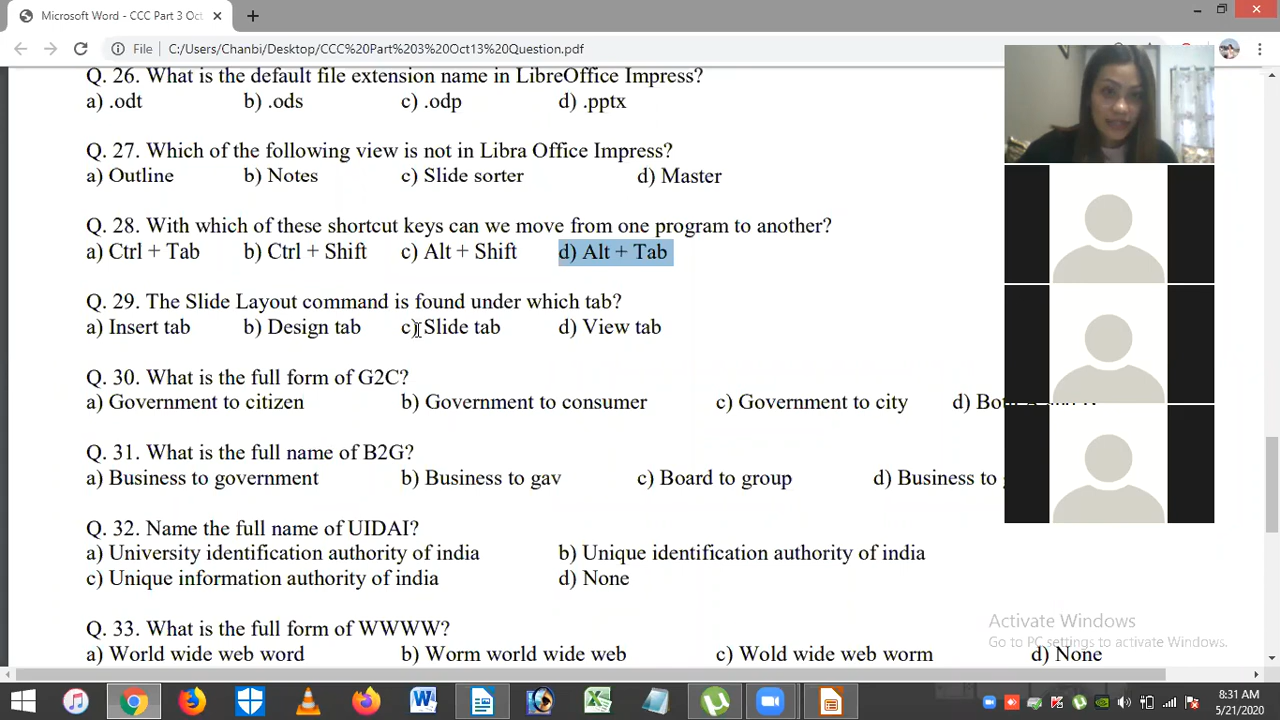 Microsoft Word - CCC Part 3 Oct
File C:/Users/Chanbi/Desktop/CCC%20Part%203%20Oct13%20Question.pdf
Q. 26. What is the default file extension name in LibreOffice Impress?
a) .odt b) .ods c) .odp d) .pptx
Q. 27. Which of the following view is not in Libra Office Impress?
a) Outline b) Notes c) Slide sorter d) Master
Q. 28. With which of these shortcut keys can we move from one program to another?
a) Ctrl + Tab b) Ctrl + Shift c) Alt + Shift d) Alt + Tab
Q. 29. The Slide Layout command is found under which tab?
a) Insert tab b) Design tab c) Slide tab d) View tab
Q. 30. What is the full form of G2C?
a) Government to citizen b) Government to consumer c) Government to city d)
Q. 31. What is the full name of B2G?
a) Business to government b) Business to gav c) Board to group d) Business to
Q. 32. Name the full name of UIDAI?
a) University identification authority of india b) Unique identification authority of india
c) Unique information authority of india d) None
Q. 33. What is the full form of WWWW?
a) World wide web word b) Worm world wide web c) Wold wide web worm d) None
Activate Windows
Go to PC settings to activate Windows.
8:31 AM
5/21/2020